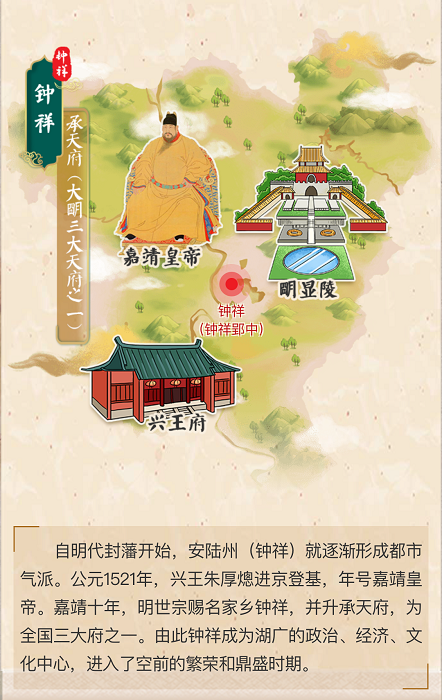 钟祥
钟祥
承天府（大明三大天府之一）
嘉靖皇帝
明显陵
钟祥
（钟祥郢中）
兴王府
自明代封藩开始，安陆州（钟祥）就逐渐形成都市
气派。公元1521年，兴王朱厚熜进京登基，年号嘉靖皇
帝。嘉靖十年，明世宗赐名家乡钟祥，并升承天府，为
全国三大府之一。由此钟祥成为湖广的政治、经济、文
化中心，进入了空前的繁荣和鼎盛时期。